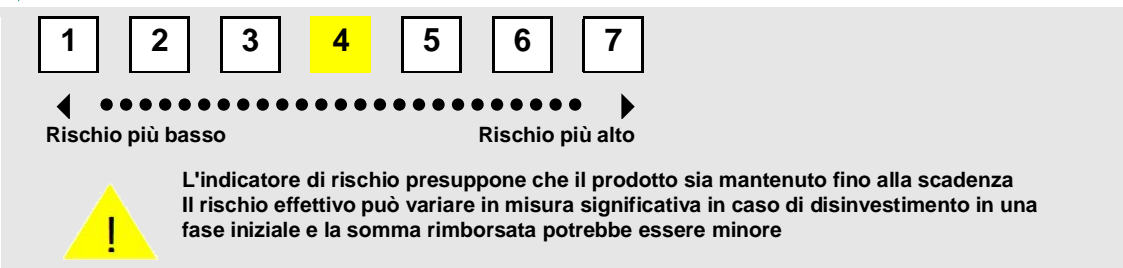 1 2 3 4 5 6 7
Rischio più basso Rischio più alto
L'indicatore di rischio presuppone che il prodotto sia mantenuto fino alla scadenza
Il rischio effettivo può variare in misura significativa in caso di disinvestimento in una
fase iniziale e la somma rimborsata potrebbe essere minore
!